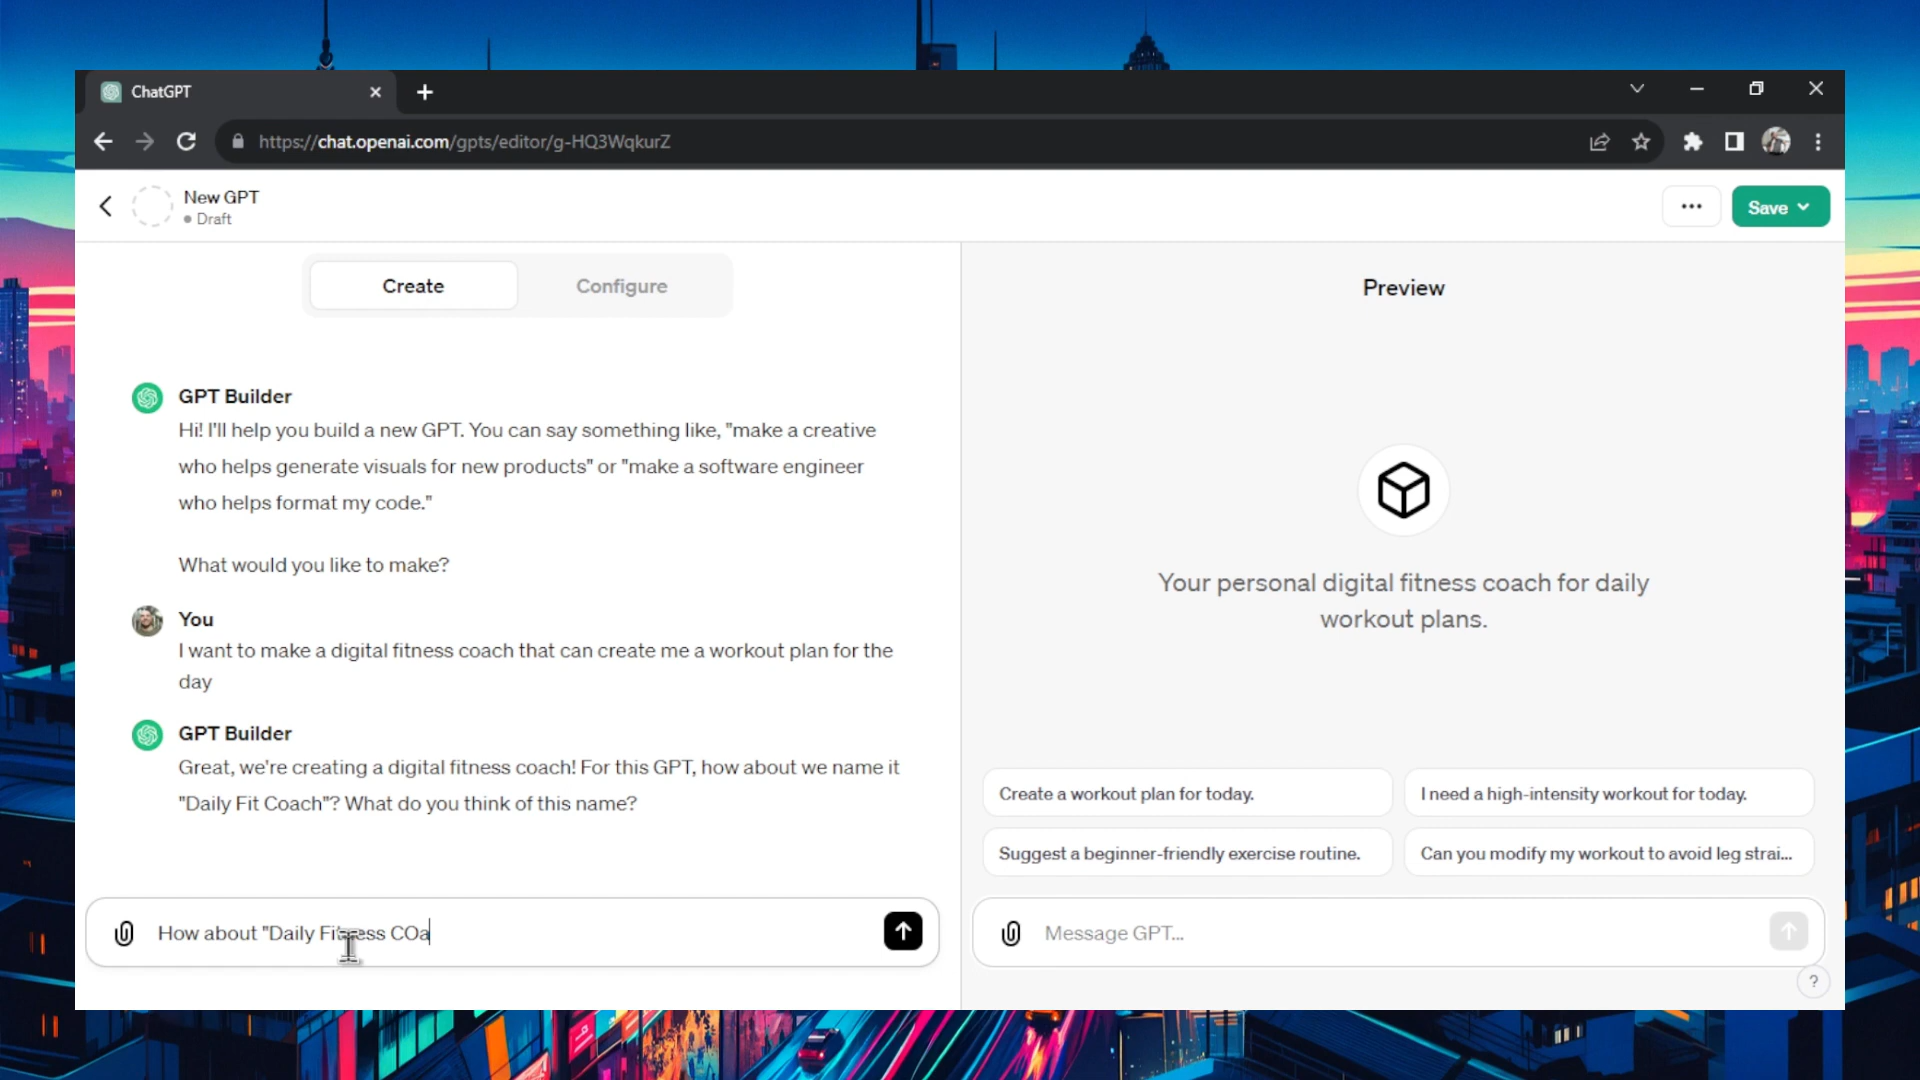 ChatGPT
https://chat.openai.com/gpts/editor/g-HQ3WqkurZ
New GPT
Draft
Save
Create
Configure
Preview
GPT Builder
Hi! I'll help you build a new GPT. You can say something like, "make a creative
who helps generate visuals for new products" or "make a software engineer
who helps format my code."
What would you like to make?
You
I want to make a digital fitness coach that can create me a workout plan for the
day
GPT Builder
Great, we're creating a digital fitness coach! For this GPT, how about we name it
"Daily Fit Coach"? What do you think of this name?
How about "Daily Fitness COa
Your personal digital fitness coach for daily
workout plans.
Create a workout plan for today.
I need a high-intensity workout for today.
Suggest a beginner-friendly exercise routine.
Can you modify my workout to avoid leg strai...
Message GPT...
?